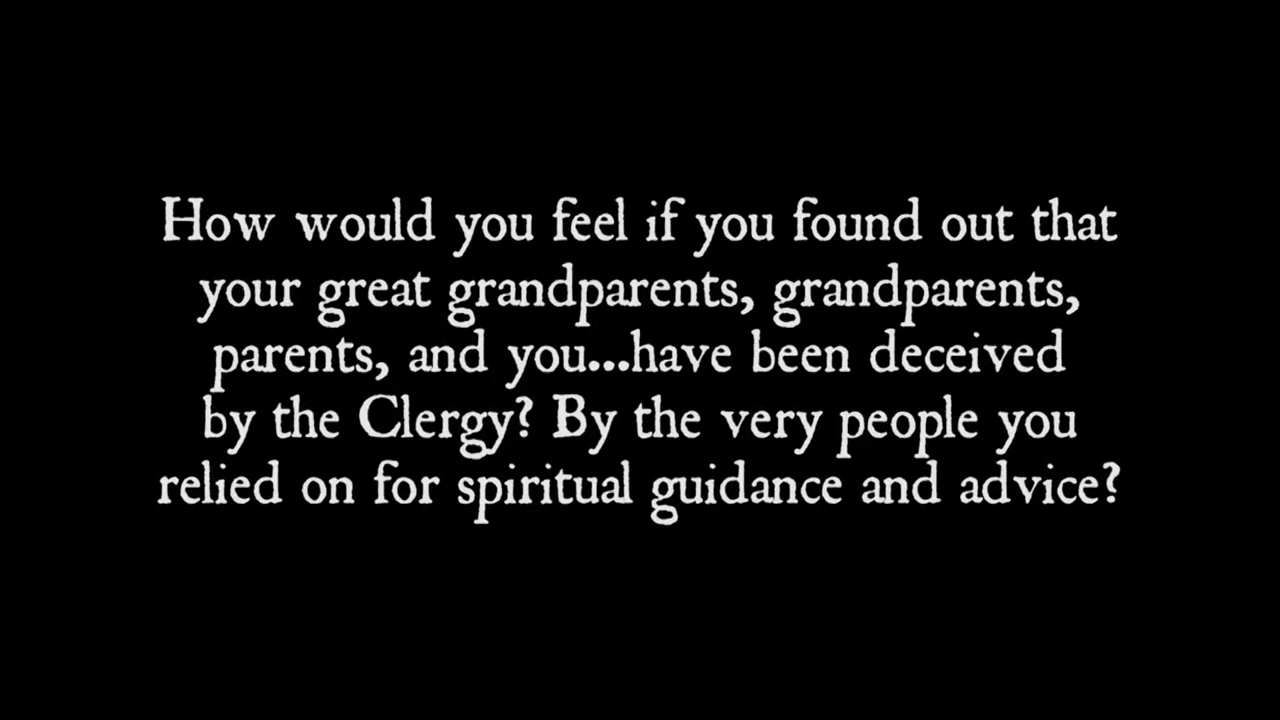 How would you feel if you found out that
your great grandparents, grandparents,
parents, and you...have been deceived
by the Clergy? By the very people you
relied on for spiritual guidance and advice?